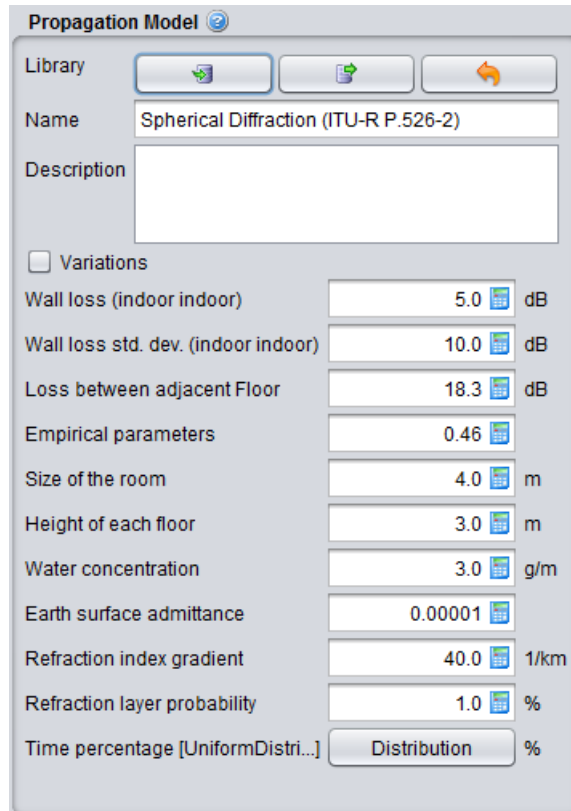 Propagation Model
Library
Name Spherical Diffraction (ITU-R P.526-2)
Description
Variations
Wall loss (indoor indoor) 5.0 dB
Wall loss std. dev. (indoor indoor) 10.0 dB
Loss between adjacent Floor 18.3 dB
Empirical parameters 0.46
Size of the room 4.0 m
Height of each floor 3.0 m
Water concentration 3.0 g/m
Earth surface admittance 0.00001
Refraction index gradient 40.0 1/km
Refraction layer probability 1.0 %
Time percentage [UniformDistri...] Distribution %